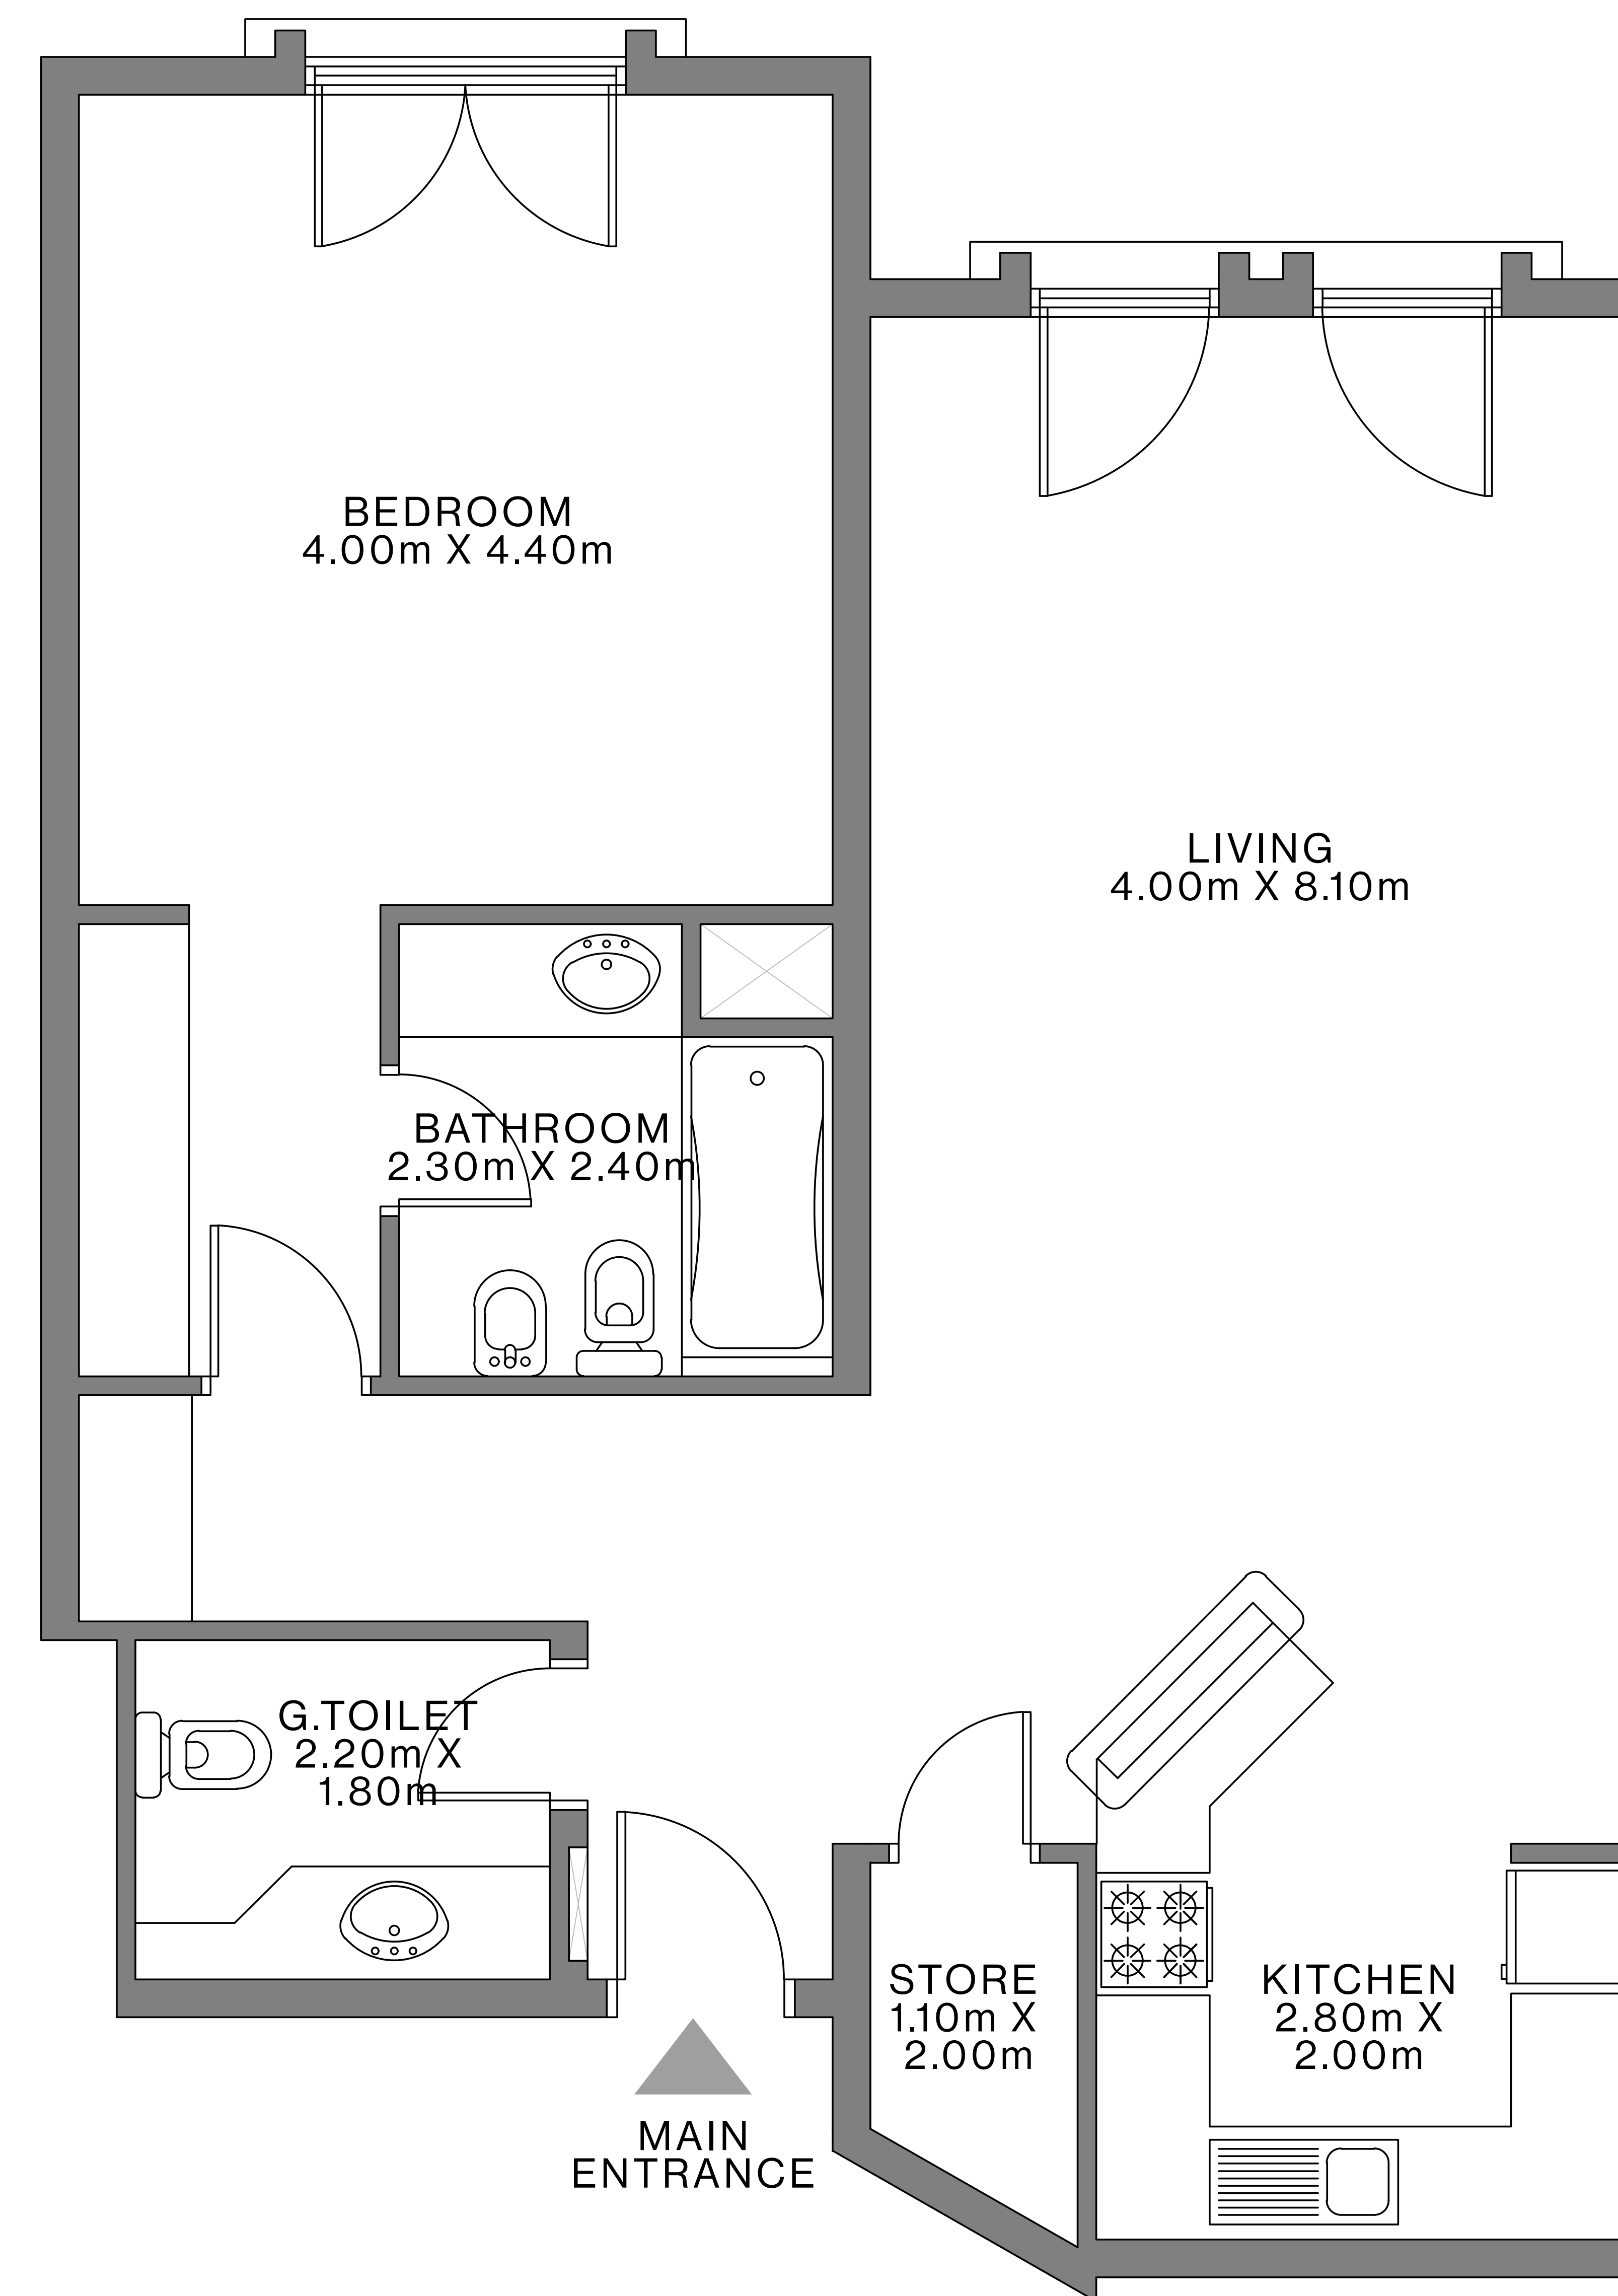 BEDROOM
4.00m X 4.40m
LIVING
4.00m X 8.10m
BATHROOM
2.30m X 2.40m
G.TOILET
2.20m X
1.80m
STORE
1.10m X
2.00m
KITCHEN
2.80m X
2.00m
MAIN
ENTRANCE